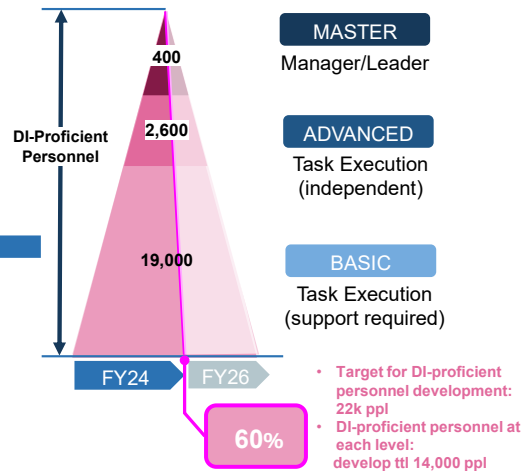 MASTER
400
Manager/Leader
DI-Proficient
Personnel
2,600
ADVANCED
Task Execution
(independent)
19,000
BASIC
Task Execution
(support required)
FY24
FY26
60%
• Target for DI-proficient
personnel development:
22k ppl
• DI-proficient personnel at
each level:
develop ttl 14,000 ppl